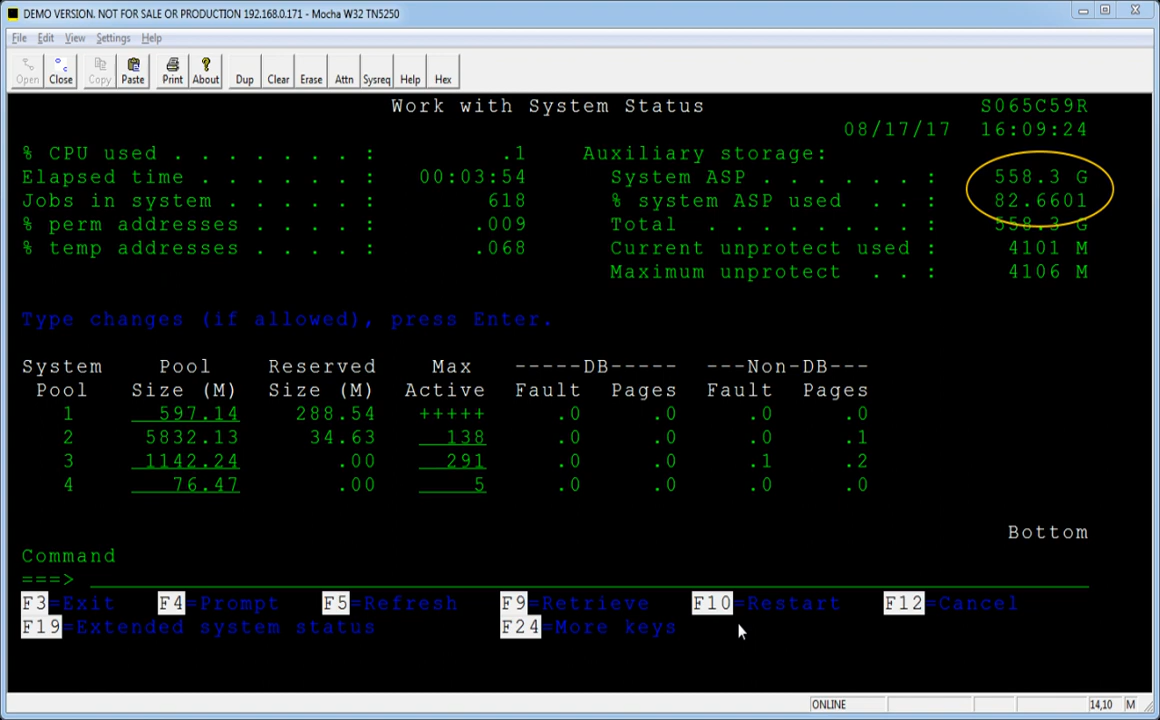 DEMO VERSION. NOT FOR SALE OR PRODUCTION 192.168.0.171 - Mocha W32 TN5250
File Edit View Settings Help
Open Close Copy Paste Print About Dup Clear Erase Attn Sysreq Help Hex
Work with System Status S065C59R
08/17/17 16:09:24
% CPU used . . . . . . . : .1 Auxiliary storage:
Elapsed time . . . . . . : 00:03:54 System ASP . . . . . . : 558.3 G
Jobs in system . . . . . : 618 % system ASP used . . : 82.6601
% perm addresses . . . . : .009 Total . . . . . . . . : 558.3 G
% temp addresses . . . . : .068 Current unprotect used : 4101 M
Maximum unprotect . . : 4106 M
Type changes (if allowed), press Enter.
System Pool Reserved Max -----DB----- ---Non-DB---
Pool Size (M) Size (M) Active Fault Pages Fault Pages
1 597.14 288.54 +++++ .0 .0 .0 .0
2 5832.13 34.63 138 .0 .0 .0 .1
3 1142.24 .00 291 .0 .0 .1 .2
4 76.47 .00 5 .0 .0 .0 .0
Bottom
Command
===>
F3=Exit F4=Prompt F5=Refresh F9=Retrieve F10=Restart F12=Cancel
F19=Extended system status F24=More keys
ONLINE 14,10 M